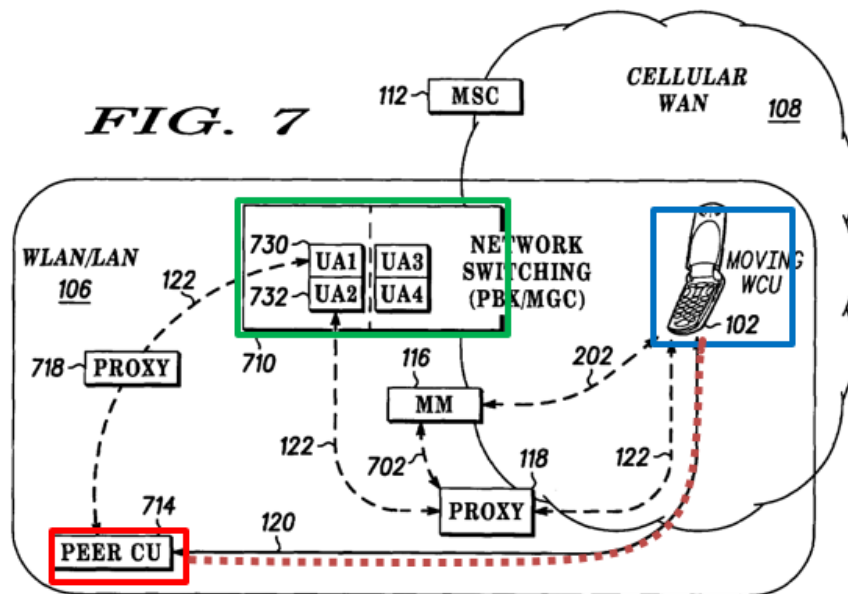 CELLULAR
WAN
108
112
MSC
FIG. 7
730
UA1
UA3
NETWORK
SWITCHING
(PBX/MGC)
732
UA2
UA4
WLAN/LAN
106
122
MOVING
WCU
102
710
718
PROXY
116
MM
202
122
702
118
122
PROXY
714
PEER CU
120